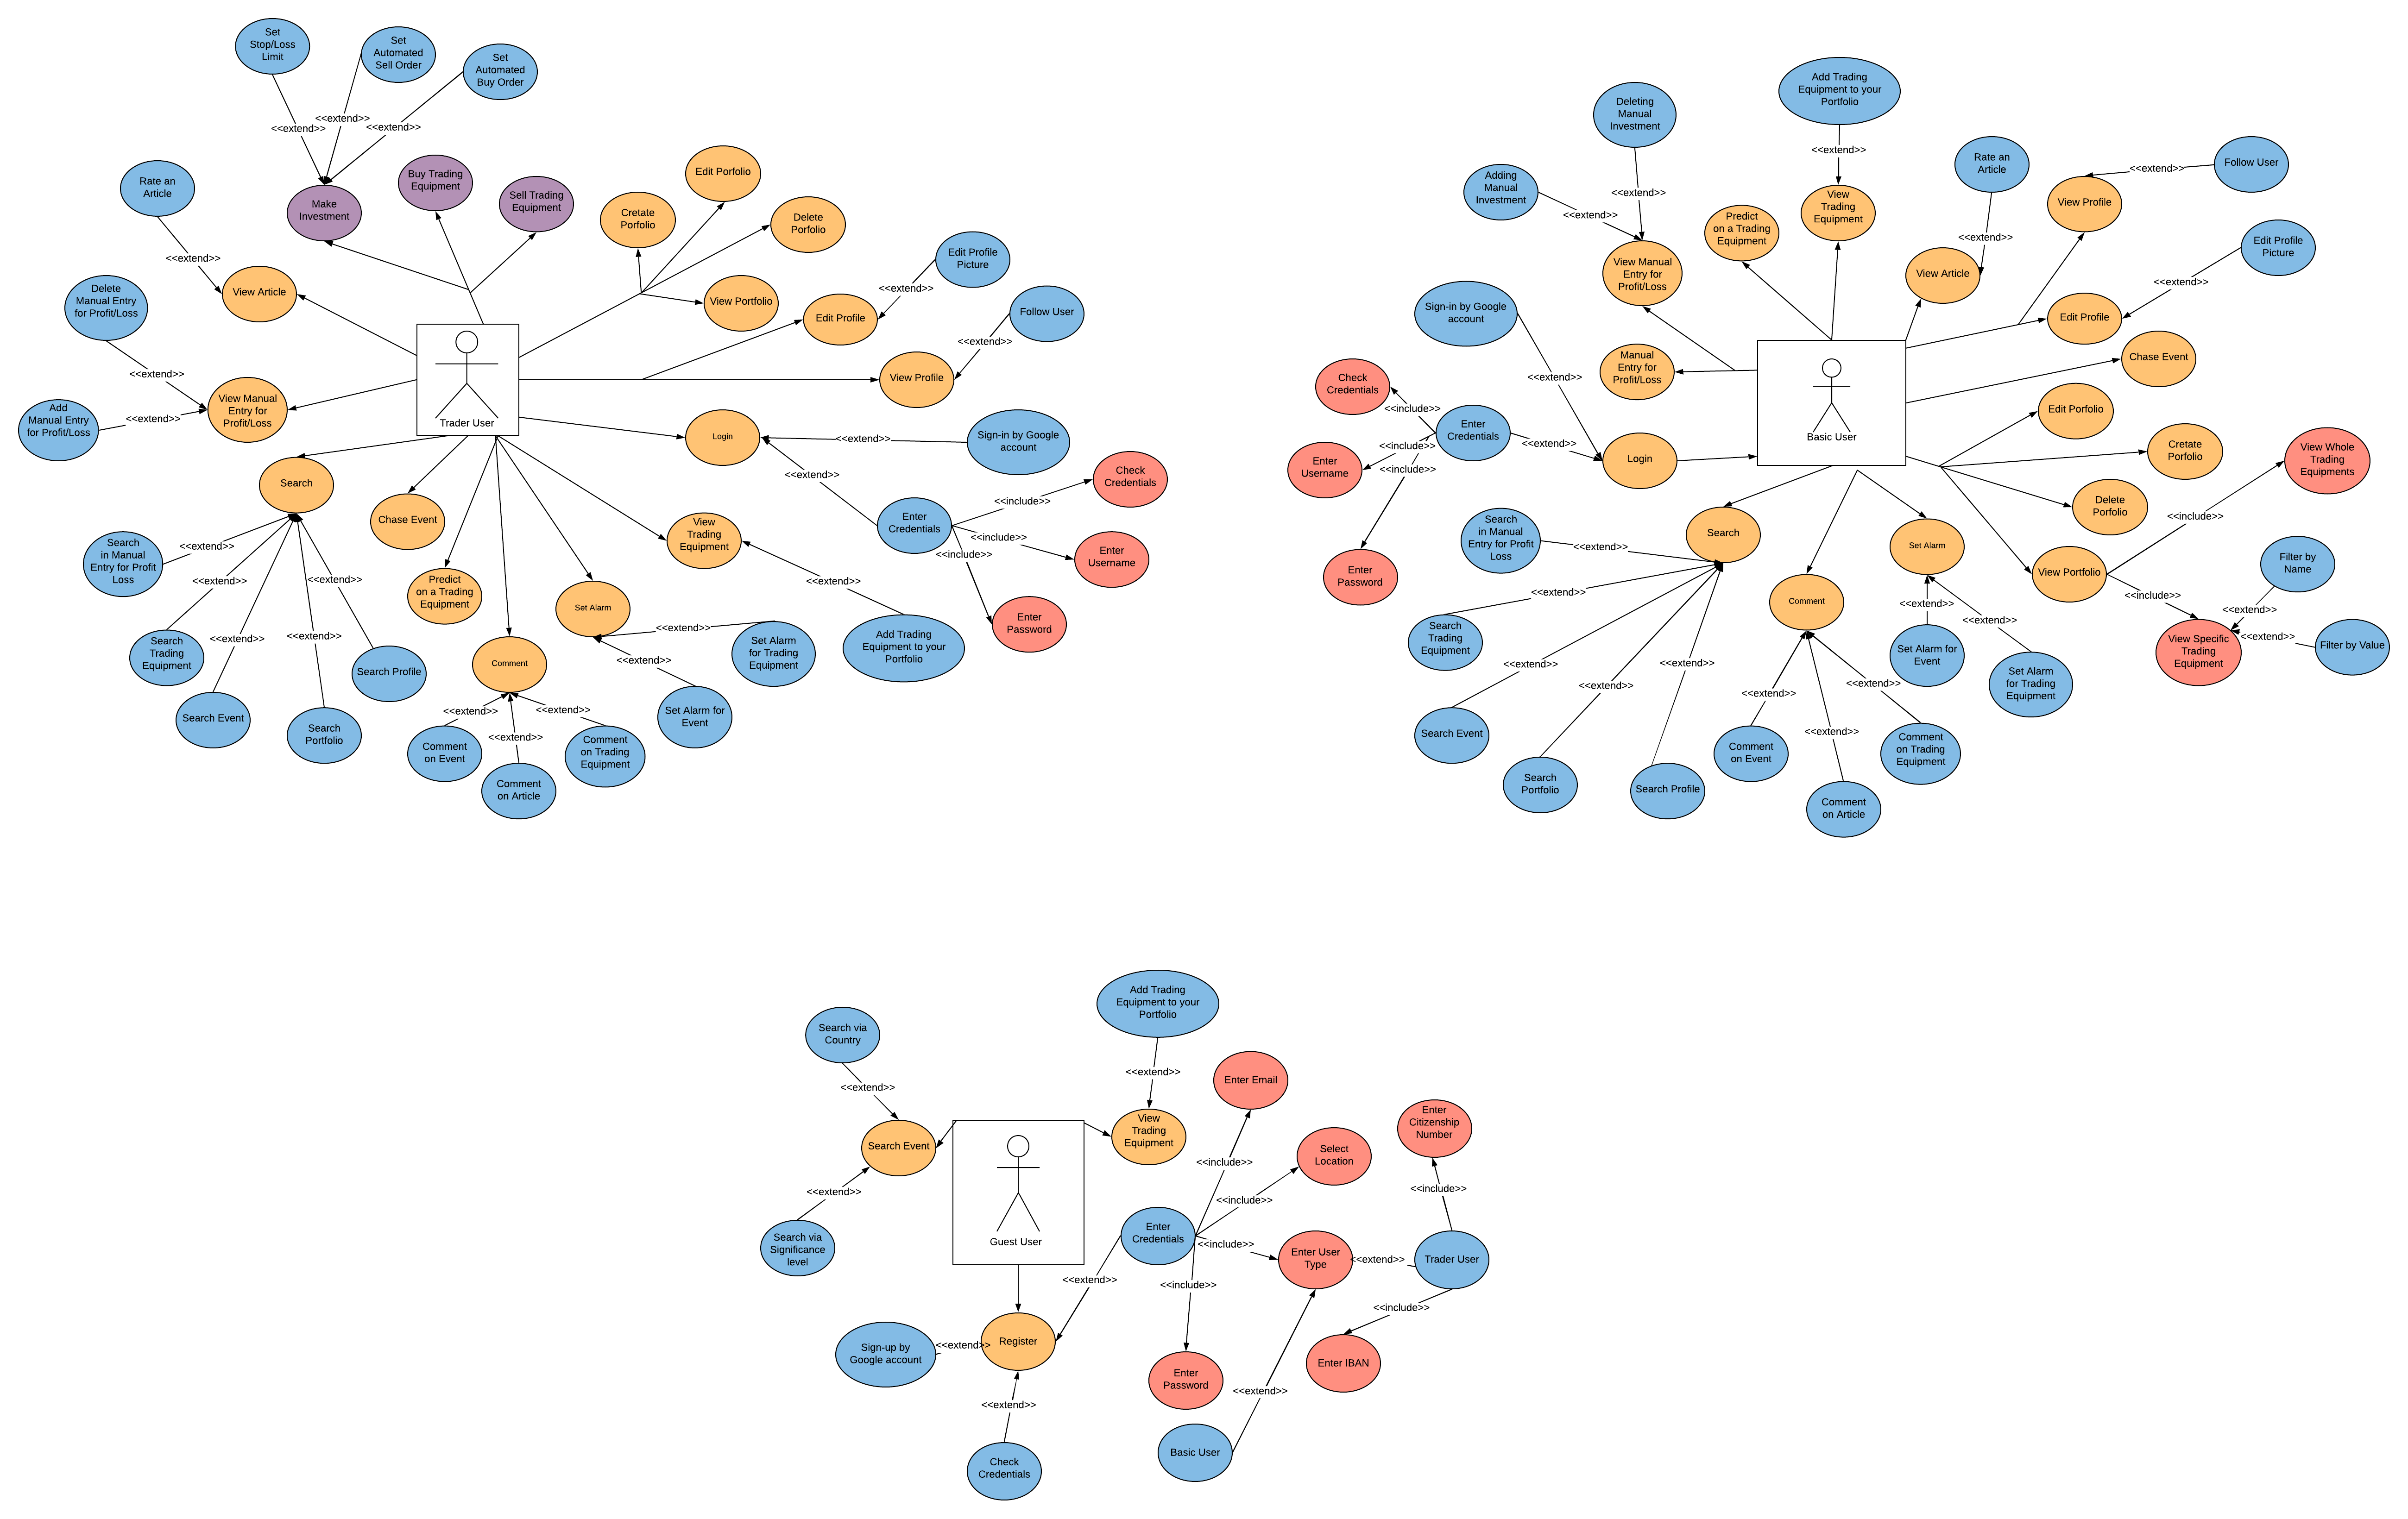 Set
Stop/Loss
Limit
Set
Automated
Sell Order
Set
Automated
Buy Order
<<extend>>
<<extend>>
<<extend>>
Rate an
Article
Make
Investment
Buy Trading
Equipment
Sell Trading
Equipment
Edit Porfolio
Cretate
Porfolio
Delete
Porfolio
<<extend>>
View Article
View Portfolio
Edit Profile
Edit Profile
Picture
<<extend>>
Follow User
<<extend>>
View Profile
Delete
Manual Entry
for Profit/Loss
<<extend>>
Add
Manual Entry
for Profit/Loss
<<extend>>
View Manual
Entry for
Profit/Loss
Trader User
Login
<<extend>>
Sign-in by Google
account
<<extend>>
Enter
Credentials
<<include>>
Check
Credentials
<<include>>
Enter
Username
<<include>>
Enter
Password
Search
Chase Event
Predict
on a Trading
Equipment
View
Trading
Equipment
<<extend>>
Add Trading
Equipment to your
Portfolio
Search
in Manual
Entry for Profit
Loss
<<extend>>
<<extend>>
<<extend>>
<<extend>>
<<extend>>
Search
Trading
Equipment
Search Event
Search
Portfolio
Search Profile
Comment
<<extend>>
<<extend>>
<<extend>>
Comment
on Event
Comment
on Article
Comment
on Trading
Equipment
Set Alarm
<<extend>>
<<extend>>
Set Alarm
for Trading
Equipment
Set Alarm for
Event
Add Trading
Equipment to your
Portfolio
<<extend>>
Deleting
Manual
Investment
<<extend>>
Adding
Manual
Investment
<<extend>>
View Manual
Entry for
Profit/Loss
Predict
on a Trading
Equipment
View
Trading
Equipment
Rate an
Article
<<extend>>
View Article
View Profile
<<extend>>
Follow User
Edit Profile
Picture
<<extend>>
Edit Profile
Chase Event
Sign-in by Google
account
<<extend>>
Manual
Entry for
Profit/Loss
Check
Credentials
<<include>>
Enter
Credentials
<<include>>
<<include>>
<<extend>>
Enter
Username
Enter
Password
Login
Basic User
Edit Porfolio
Cretate
Porfolio
Delete
Porfolio
View Portfolio
View Whole
Trading
Equipments
<<include>>
<<include>>
Filter by
Name
<<extend>>
<<extend>>
View Specific
Trading
Equipment
Filter by Value
Search
Search
in Manual
Entry for Profit
Loss
<<extend>>
<<extend>>
<<extend>>
<<extend>>
<<extend>>
Search
Trading
Equipment
Search Event
Search
Portfolio
Search Profile
Comment
<<extend>>
<<extend>>
<<extend>>
Comment
on Event
Comment
on Article
Comment
on Trading
Equipment
Set Alarm
<<extend>>
<<extend>>
Set Alarm for
Event
Set Alarm
for Trading
Equipment
Search via
Country
<<extend>>
Search Event
<<extend>>
Search via
Significance
level
Guest User
Add Trading
Equipment to your
Portfolio
<<extend>>
View
Trading
Equipment
Enter Email
<<include>>
Select
Location
<<include>>
Enter
Credentials
<<include>>
Enter User
Type
<<extend>>
Trader User
<<include>>
Enter
Citizenship
Number
<<include>>
Enter IBAN
<<include>>
Enter
Password
<<extend>>
Basic User
<<extend>>
Register
<<extend>>
Sign-up by
Google account
<<extend>>
Check
Credentials